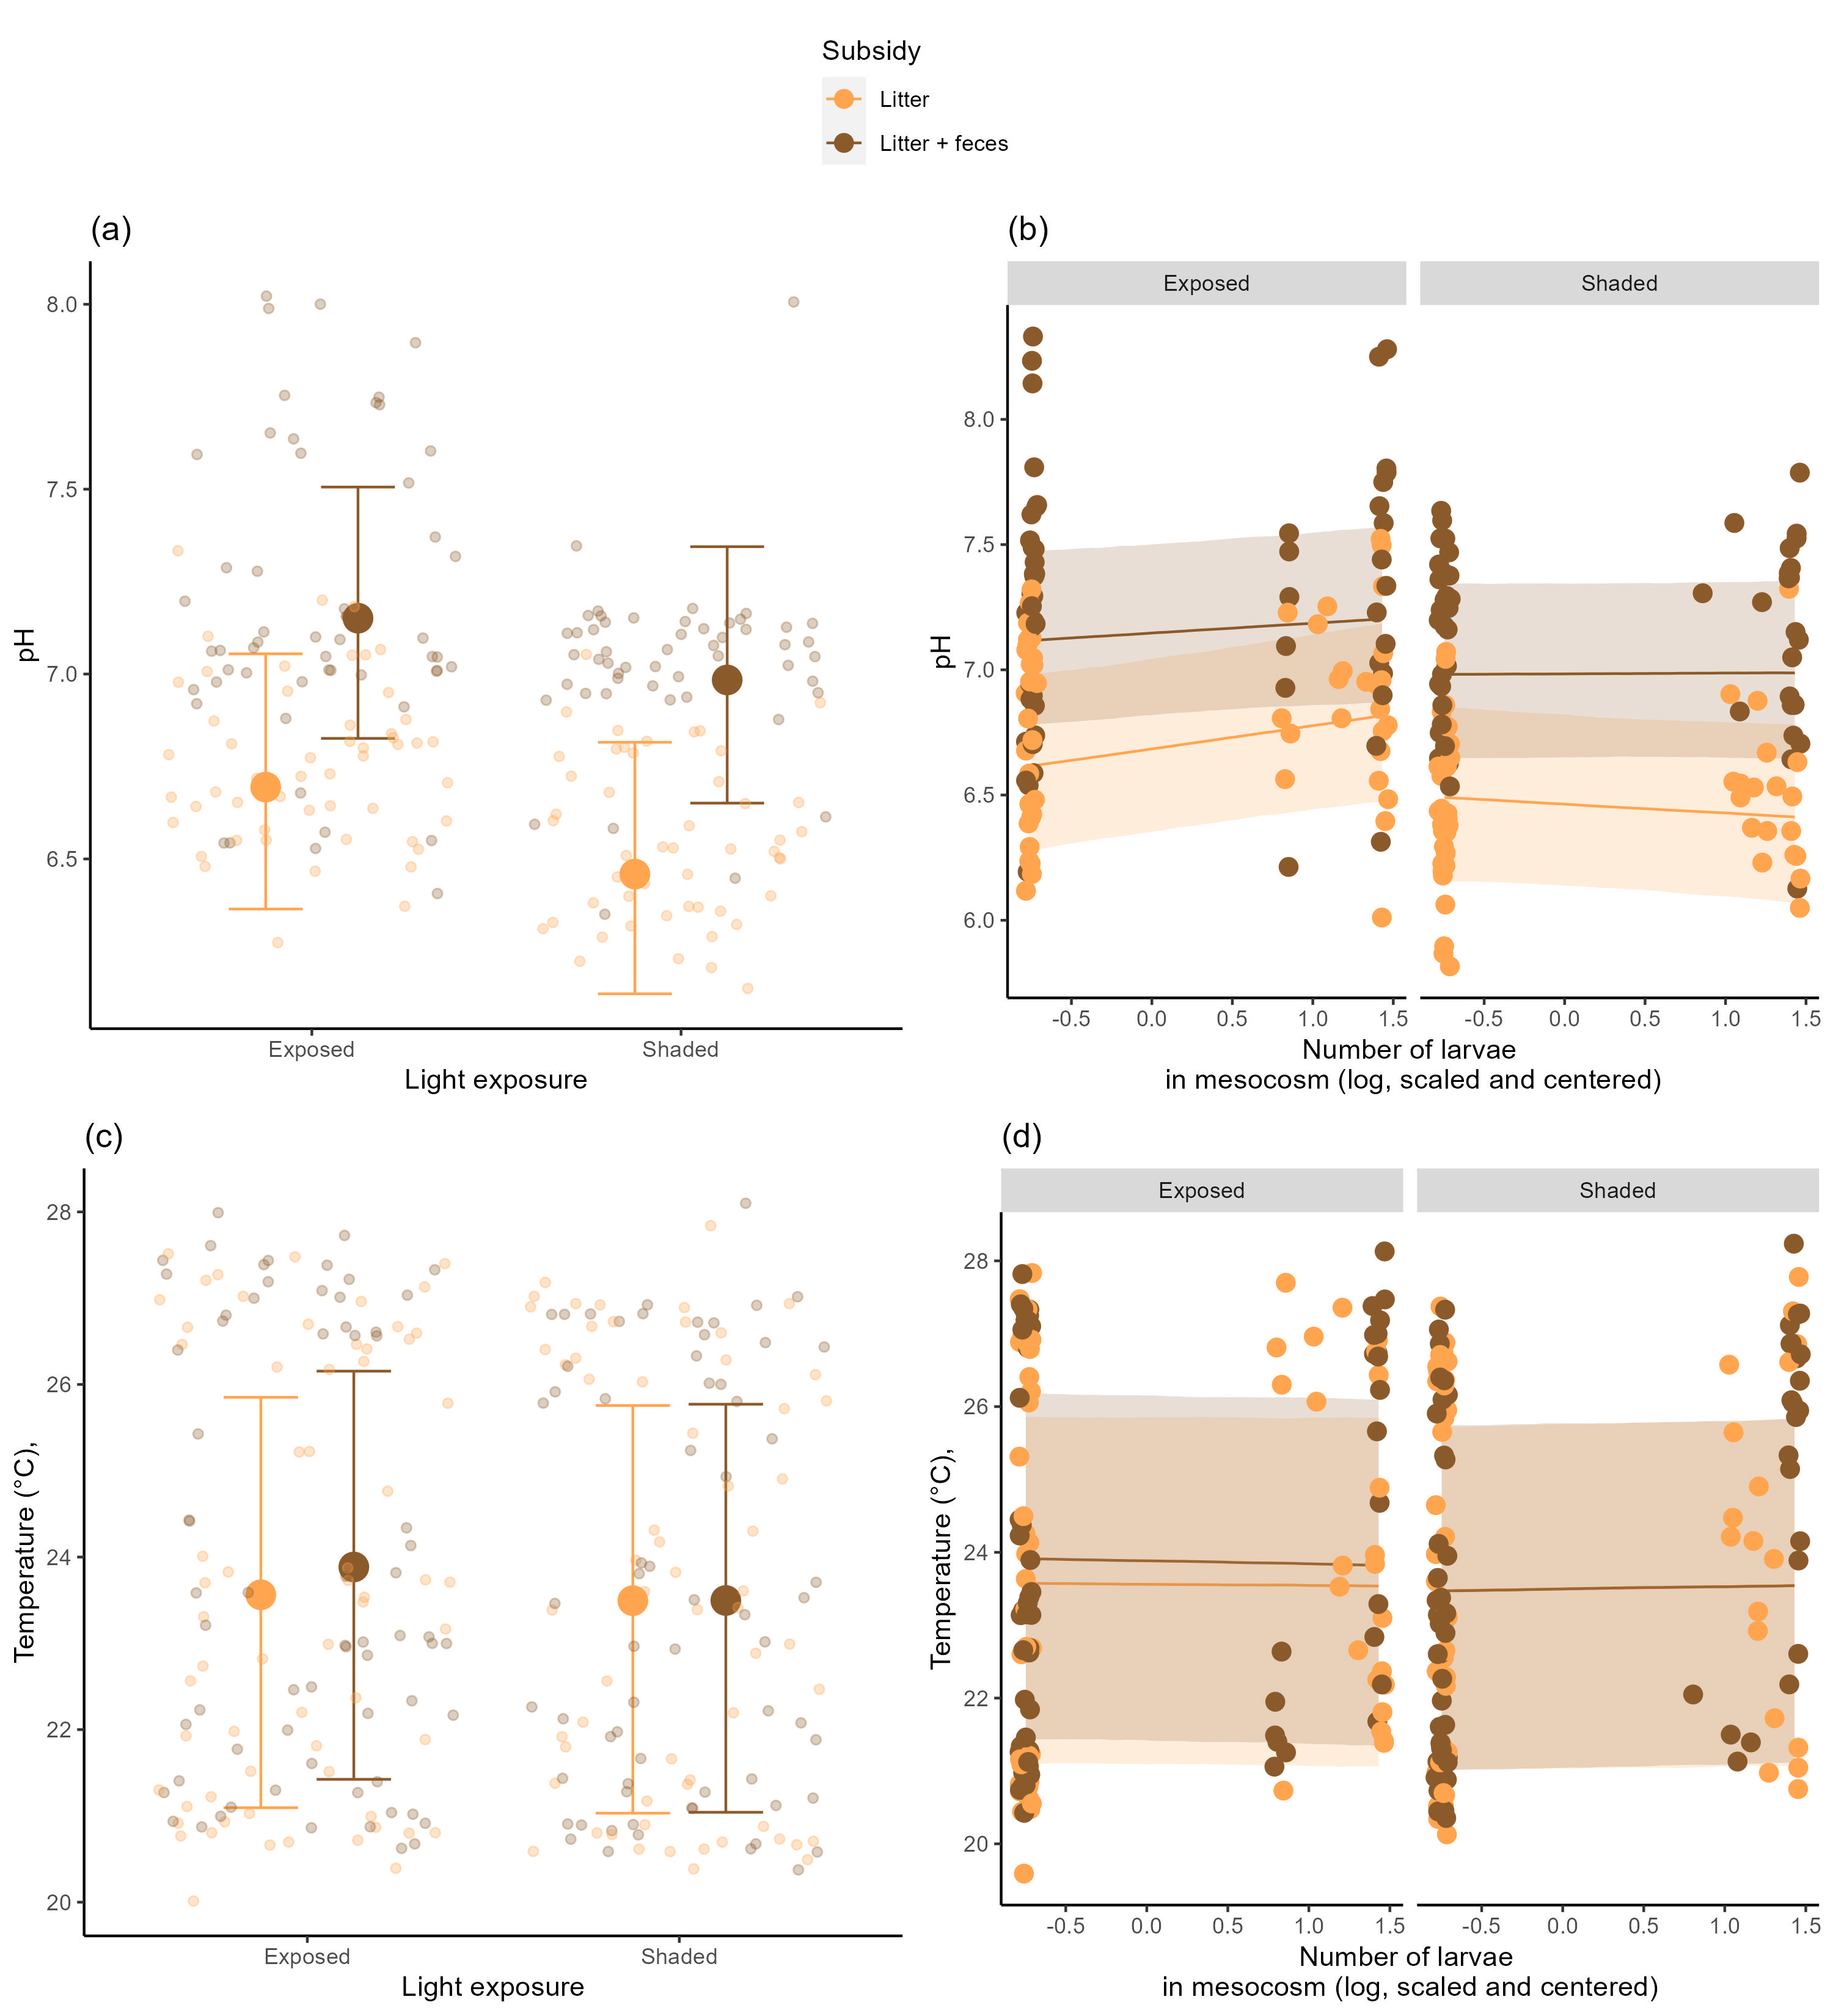 Subsidy
Litter
Litter + feces
(a)
8.0
7.5
7.0
6.5
pH
Exposed
Shaded
Light exposure
(b)
Exposed
Shaded
8.0
7.5
7.0
6.5
6.0
pH
-0.5 0.0 0.5 1.0 1.5
-0.5 0.0 0.5 1.0 1.5
Number of larvae
in mesocosm (log, scaled and centered)
(c)
28
26
24
22
20
Temperature (°C),
Exposed
Shaded
Light exposure
(d)
Exposed
Shaded
28
26
24
22
20
Temperature (°C),
-0.5 0.0 0.5 1.0 1.5
-0.5 0.0 0.5 1.0 1.5
Number of larvae
in mesocosm (log, scaled and centered)